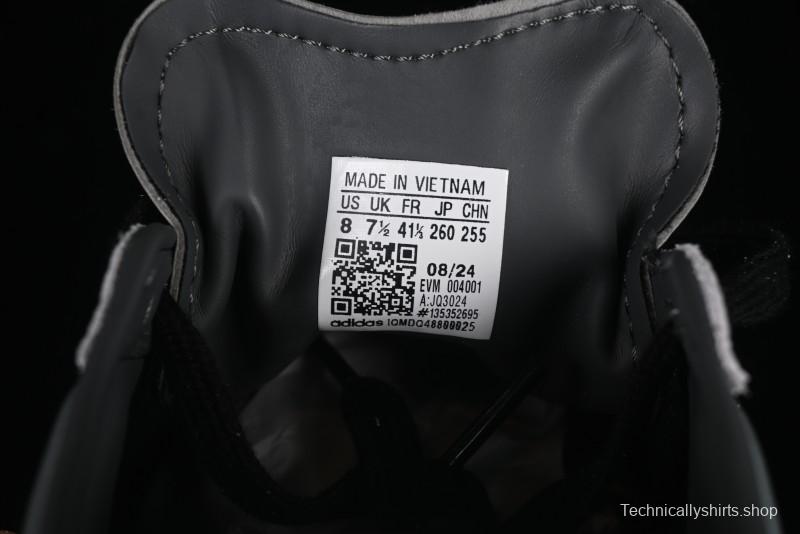 MADE IN VIETNAM
US UK FR JP CHN
8 7½ 41⅓ 260 255
08/24
EVM 004001
A:JQ3024
#135352695
adidas IQMDQ48800025
Technicallyshirts.shop